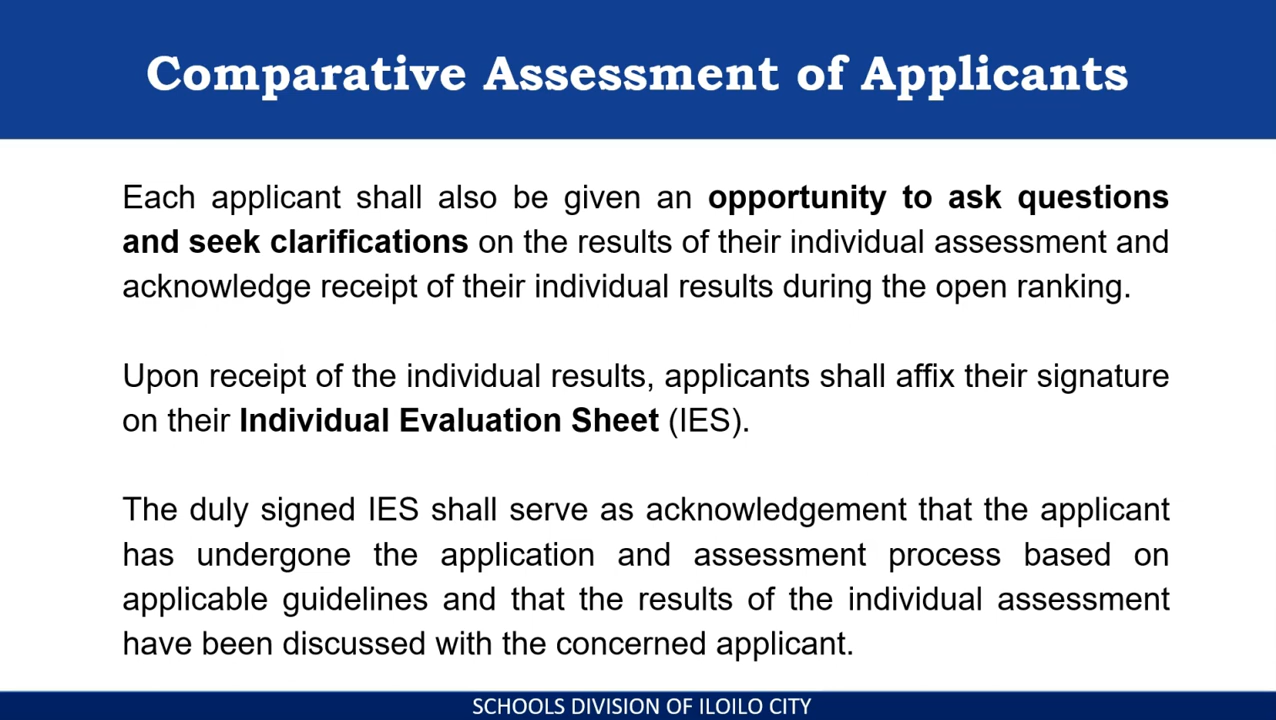 Comparative Assessment of Applicants
Each applicant shall also be given an opportunity to ask questions
and seek clarifications on the results of their individual assessment and
acknowledge receipt of their individual results during the open ranking.
Upon receipt of the individual results, applicants shall affix their signature
on their Individual Evaluation Sheet (IES).
The duly signed IES shall serve as acknowledgement that the applicant
has undergone the application and assessment process based on
applicable guidelines and that the results of the individual assessment
have been discussed with the concerned applicant.
SCHOOLS DIVISION OF ILOILO CITY